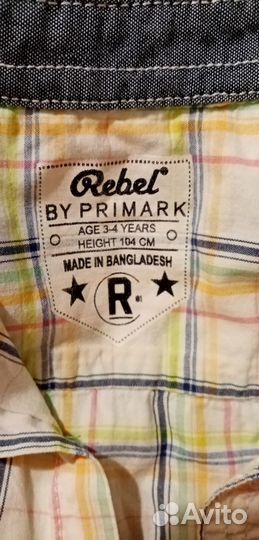 Rebel®
BY PRIMARK
AGE 3-4 YEARS
HEIGHT 104 CM
MADE IN BANGLADESH
R
Avito